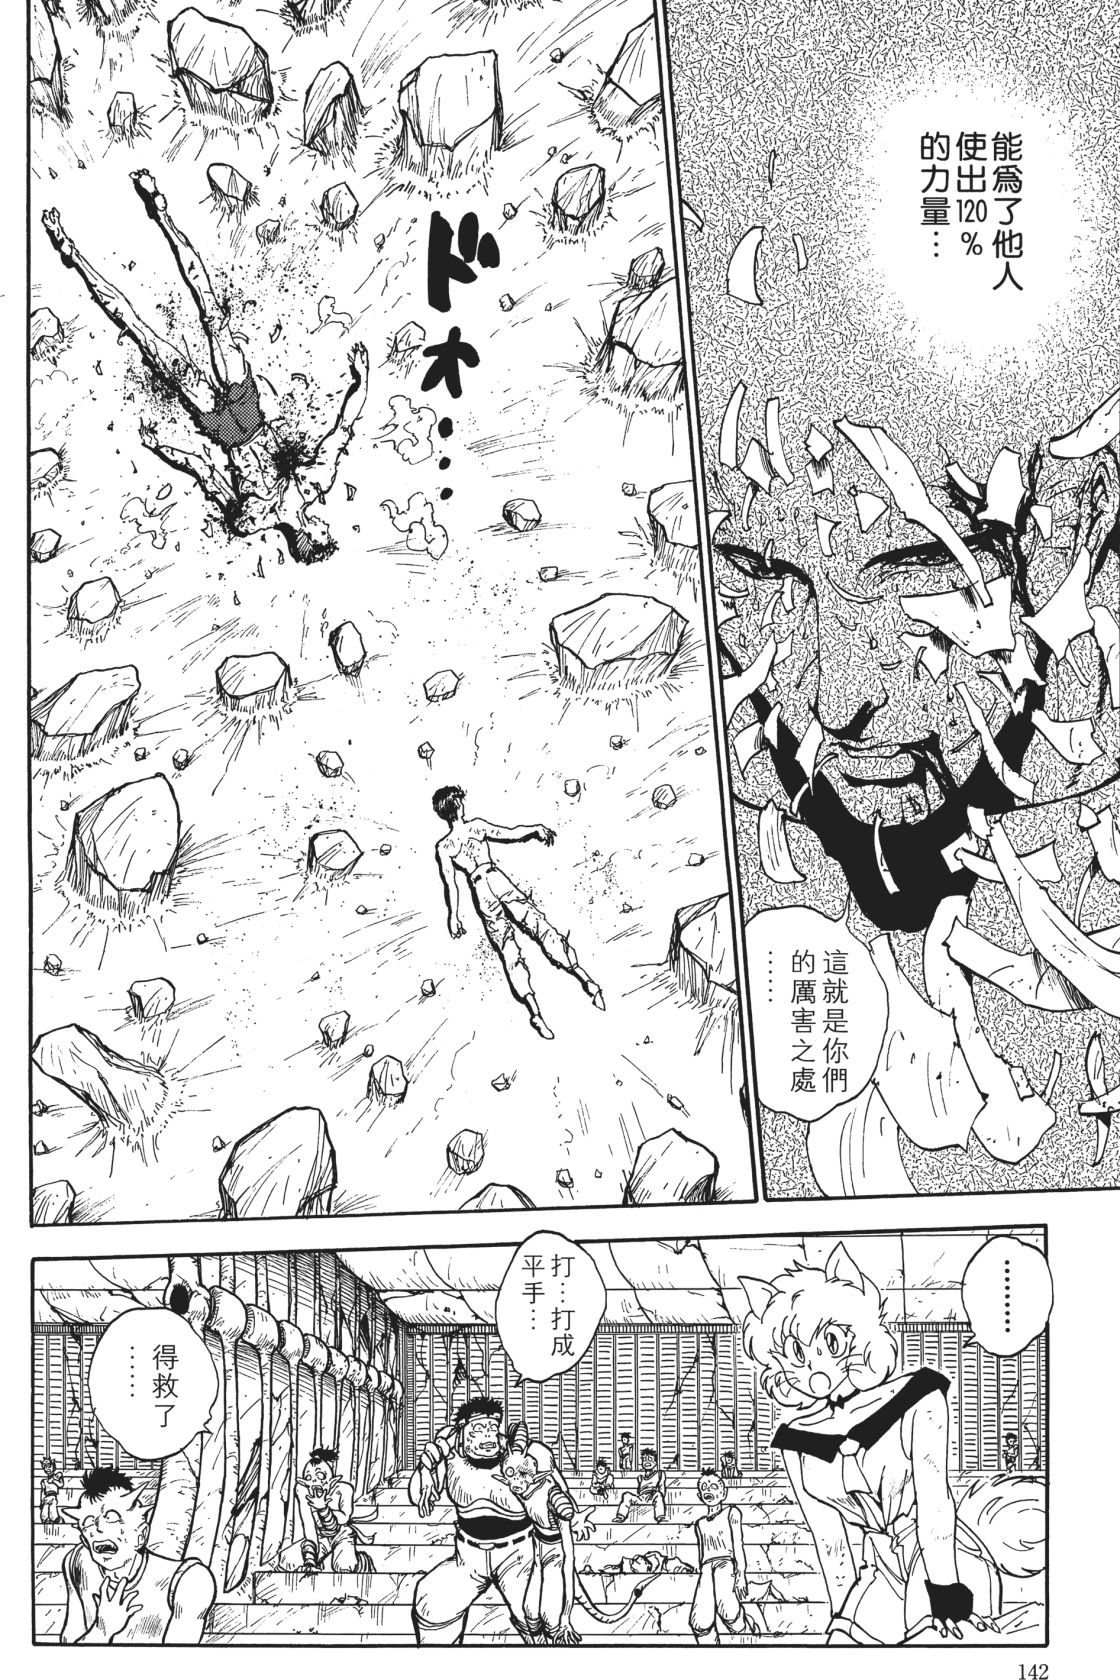 能為了他人
使出120%
的力量…
這就是你們
的厲害之處
……
ドオ…
………
打…打成
平手…
得救了
……
142